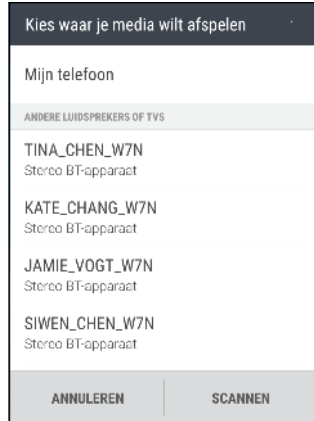 Kies waar je media wilt afspelen
Mijn telefoon
ANDERE LUIDSPREKERS OF TVS
TINA_CHEN_W7N
Stereo BT-apparaat
KATE_CHANG_W7N
Stereo BT-apparaat
JAMIE_VOGT_W7N
Stereo BT-apparaat
SIWEN_CHEN_W7N
Stereo BT-apparaat
ANNULEREN SCANNEN